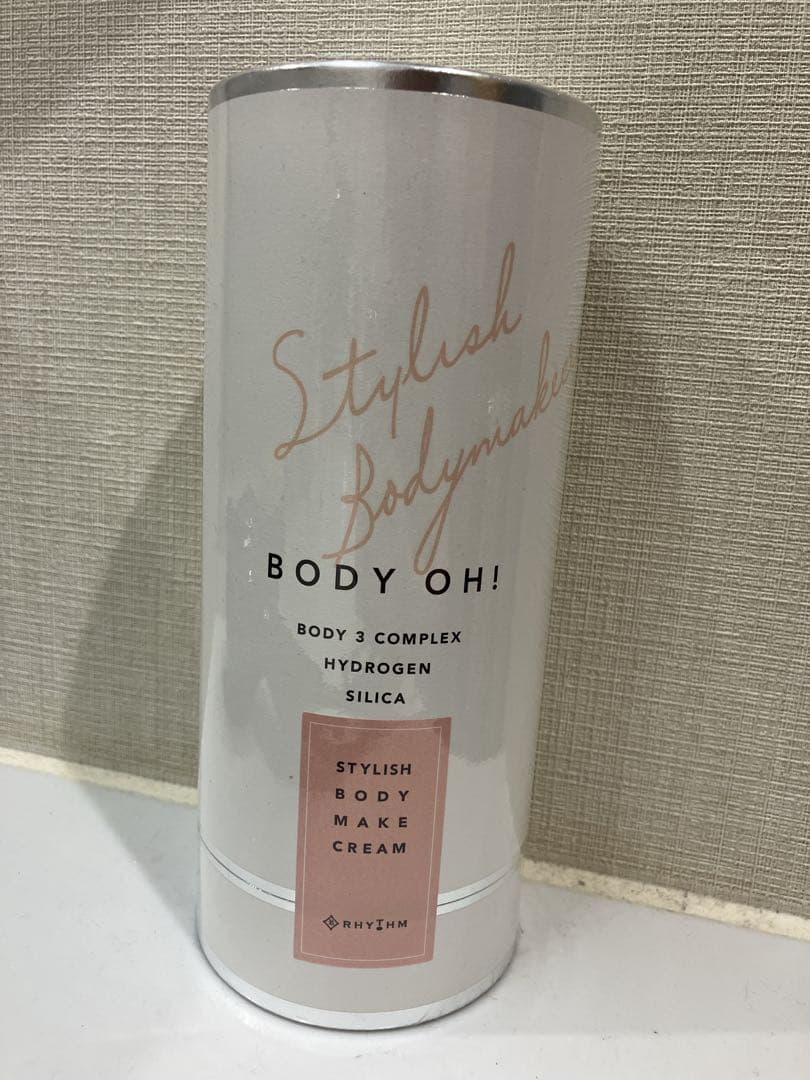 Stylish
BODY OH!
BODY 3 COMPLEX
HYDROGEN
SILICA
STYLISH
BODY
MAKE
CREAM
RHYTHM